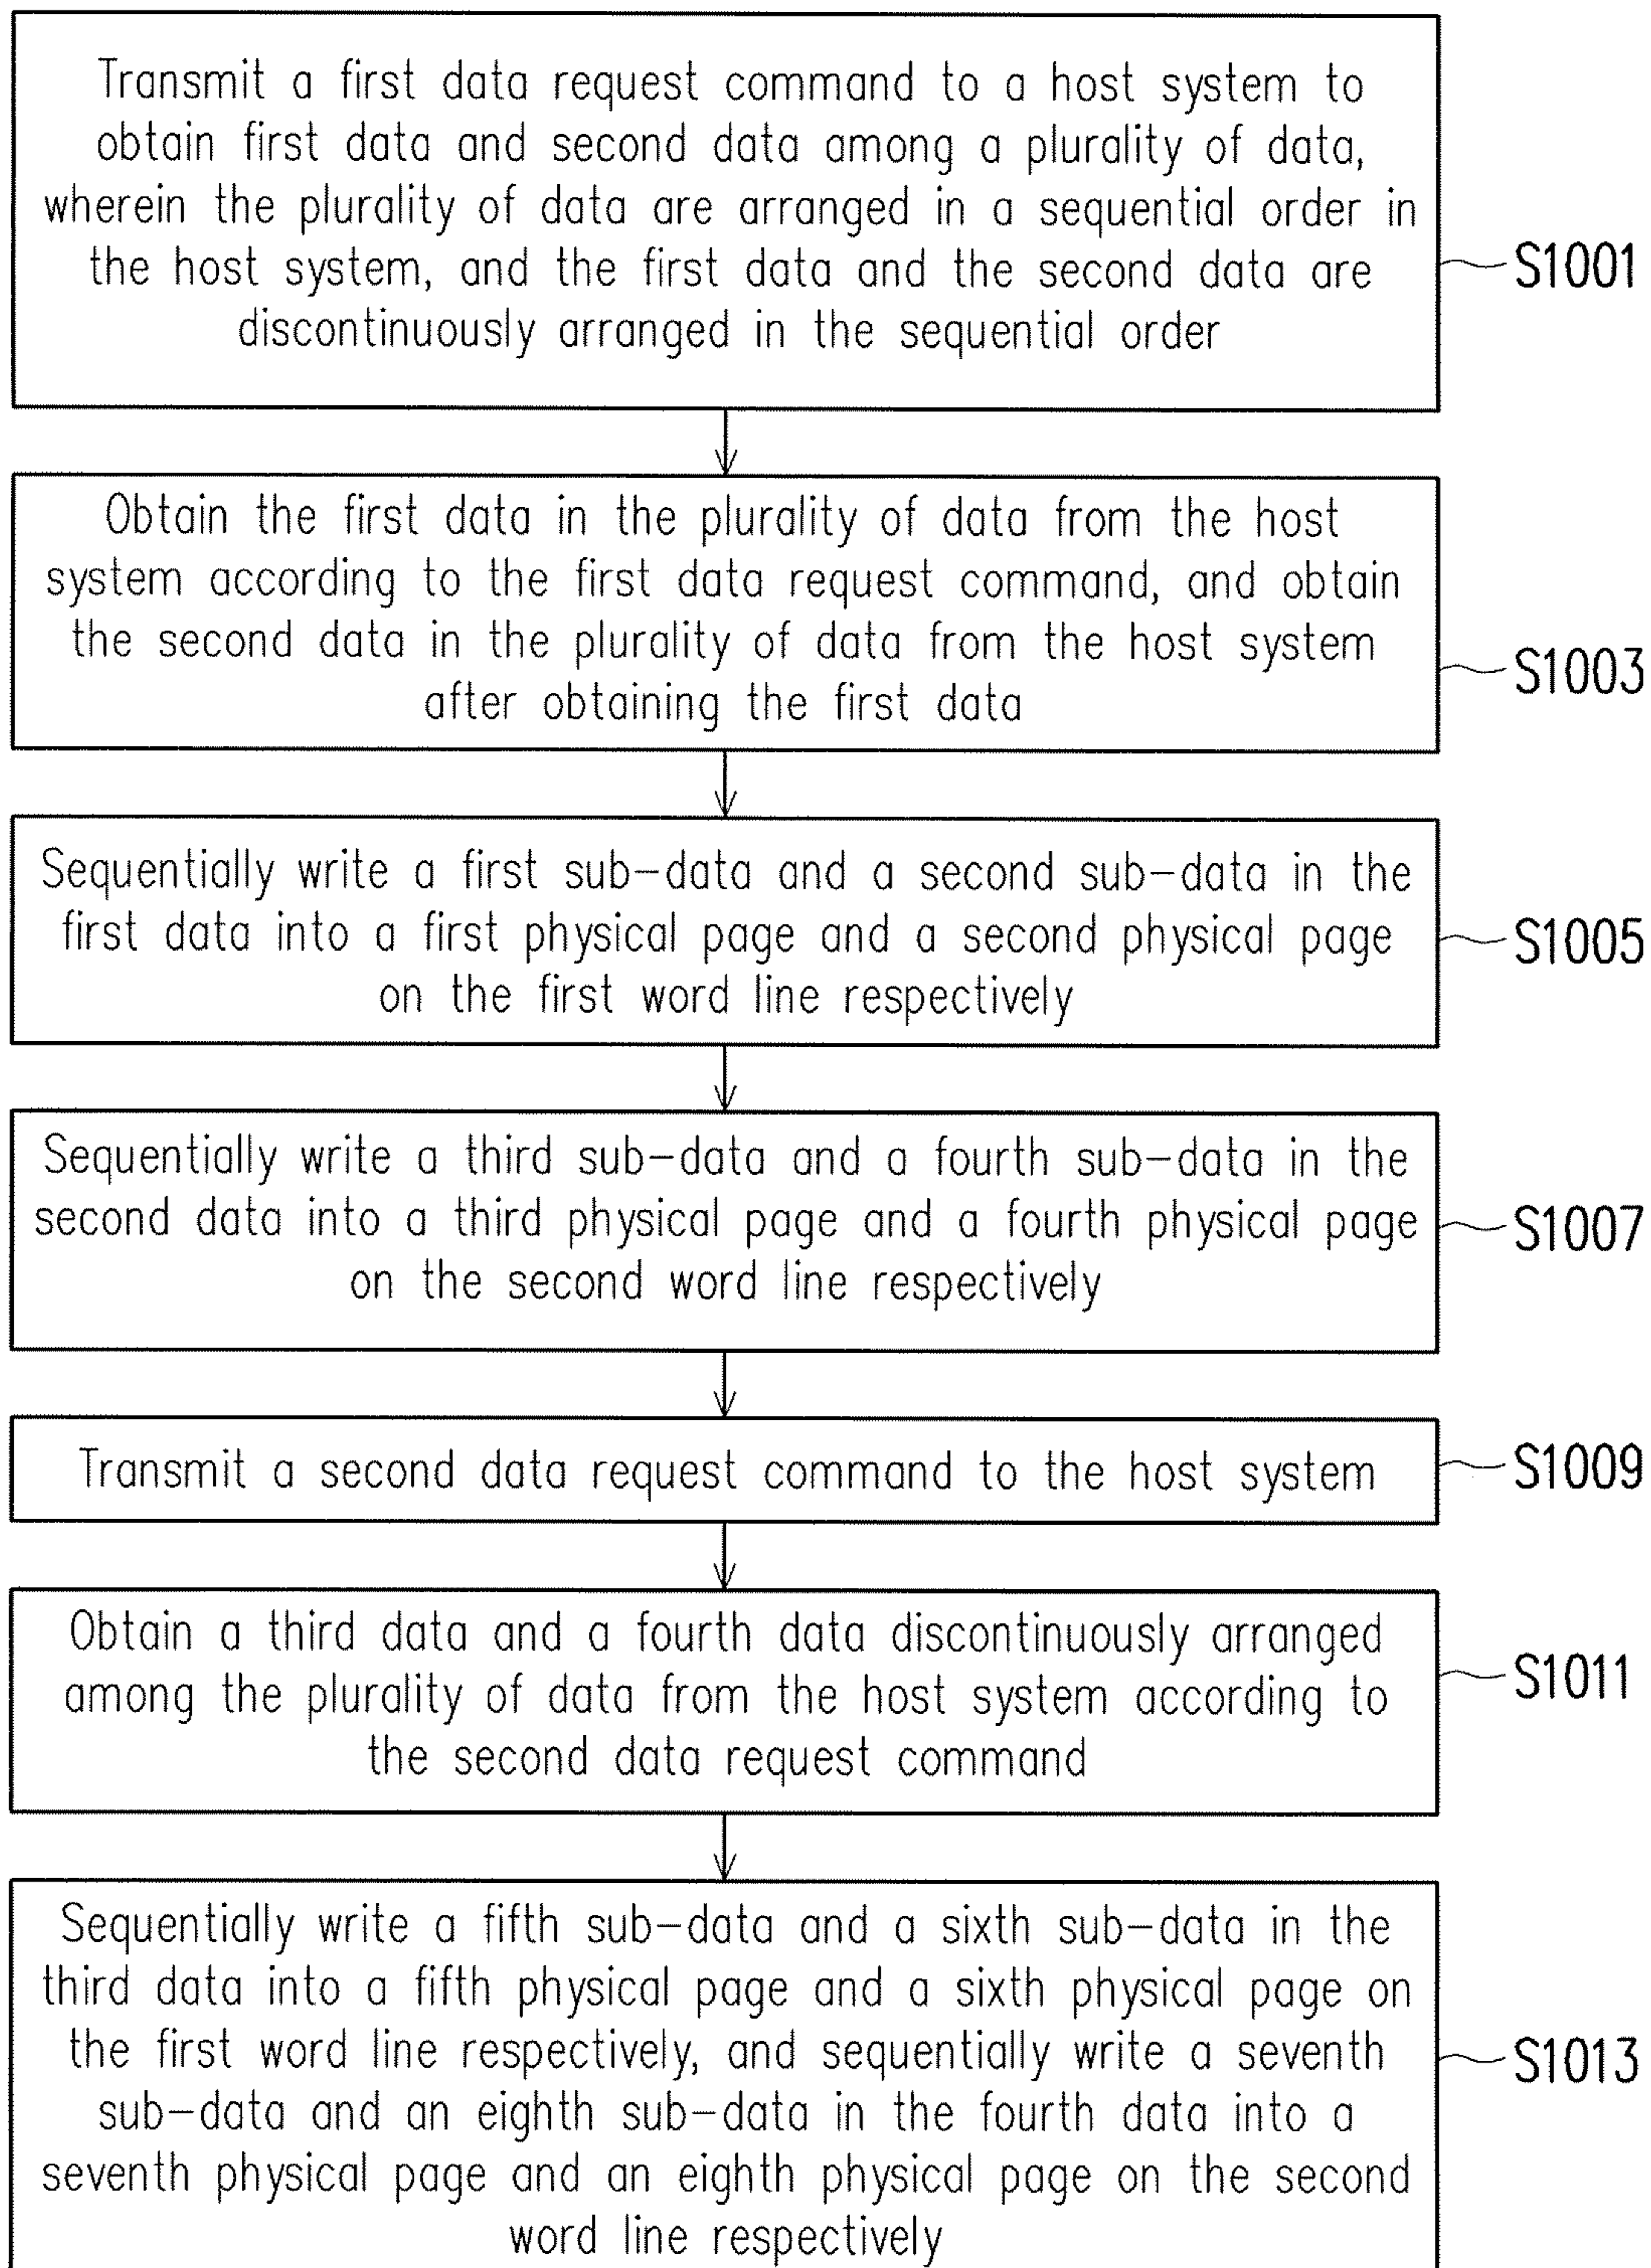 Transmit a first data request command to a host system to
obtain first data and second data among a plurality of data,
wherein the plurality of data are arranged in a sequential order in
the host system, and the first data and the second data are
discontinuously arranged in the sequential order
S1001
Obtain the first data in the plurality of data from the host
system according to the first data request command, and obtain
the second data in the plurality of data from the host system
after obtaining the first data
S1003
Sequentially write a first sub-data and a second sub-data in the
first data into a first physical page and a second physical page
on the first word line respectively
S1005
Sequentially write a third sub-data and a fourth sub-data in the
second data into a third physical page and a fourth physical page
on the second word line respectively
S1007
Transmit a second data request command to the host system
S1009
Obtain a third data and a fourth data discontinuously arranged
among the plurality of data from the host system according to
the second data request command
S1011
Sequentially write a fifth sub-data and a sixth sub-data in the
third data into a fifth physical page and a sixth physical page on
the first word line respectively, and sequentially write a seventh
sub-data and an eighth sub-data in the fourth data into a
seventh physical page and an eighth physical page on the second
word line respectively
S1013